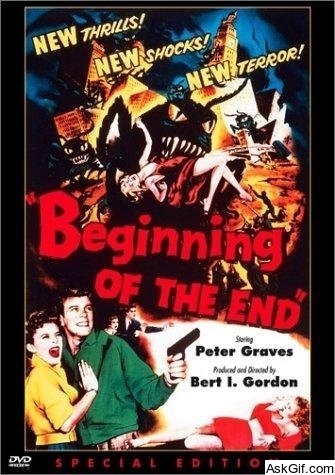 NEW THRILLS!
NEW SHOCKS!
NEW TERROR!
"Beginning
OF THE END"
Starring
Peter Graves
Produced and Directed by
Bert I. Gordon
DVD
SPECIAL EDITION
AskGif.com